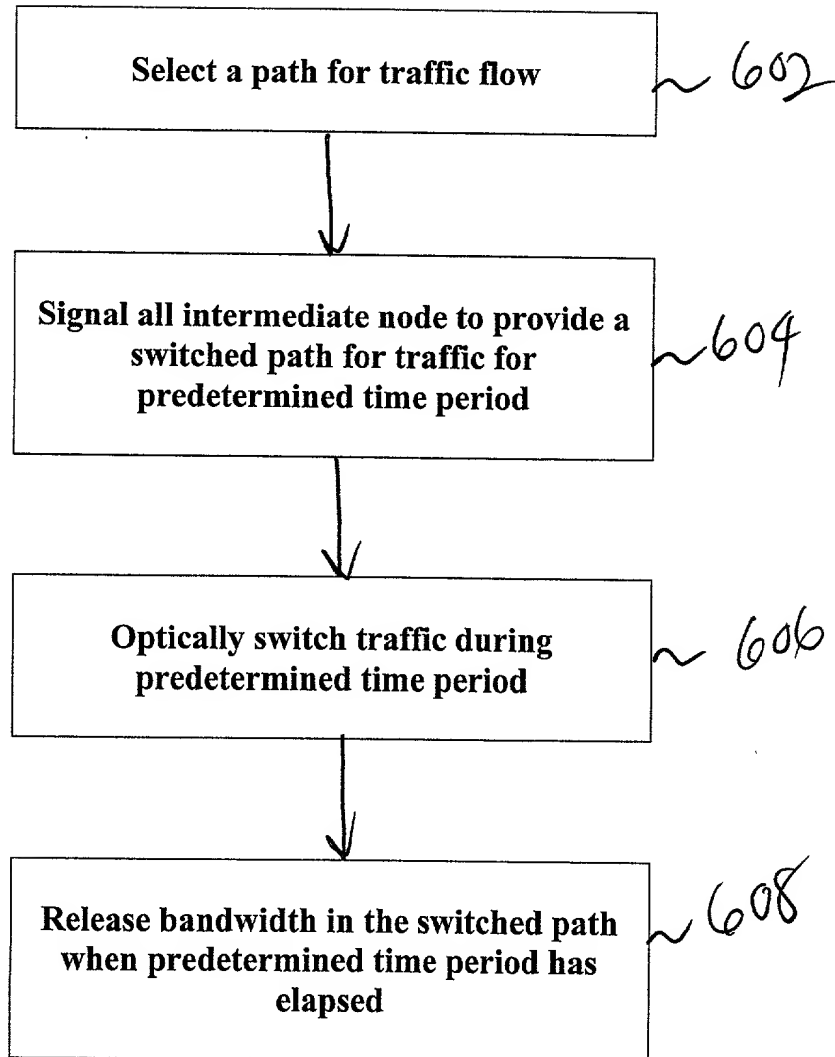 Select a path for traffic flow
~ 602
Signal all intermediate node to provide a
switched path for traffic for
predetermined time period
~604
Optically switch traffic during
predetermined time period
~ 606
Release bandwidth in the switched path
when predetermined time period has
elapsed
~608